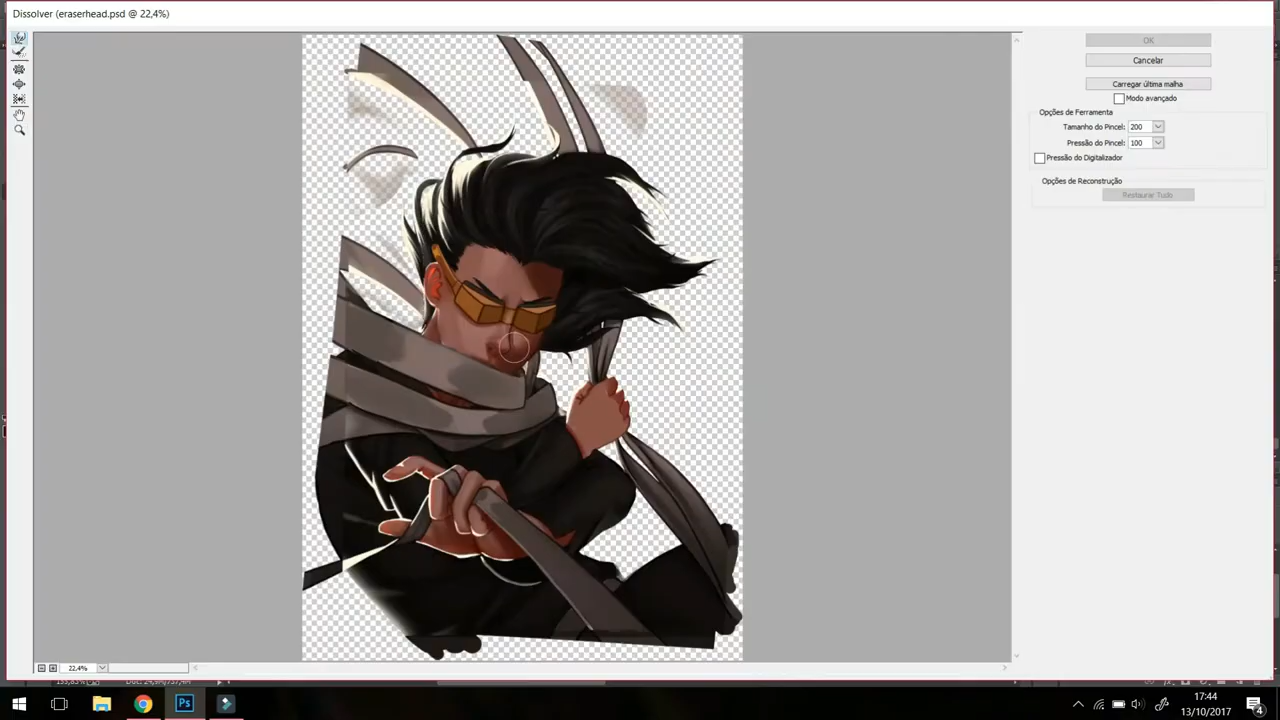 Dissolver (eraserhead.psd @ 22,4%)
OK
Cancelar
Carregar última malha
Modo avançado
Opções de Ferramenta
Tamanho do Pincel: 200
Pressão do Pincel: 100
Pressão do Digitalizador
Opções de Reconstrução
Restaurar Tudo
22,4%
Ps
17:44
13/10/2017
4